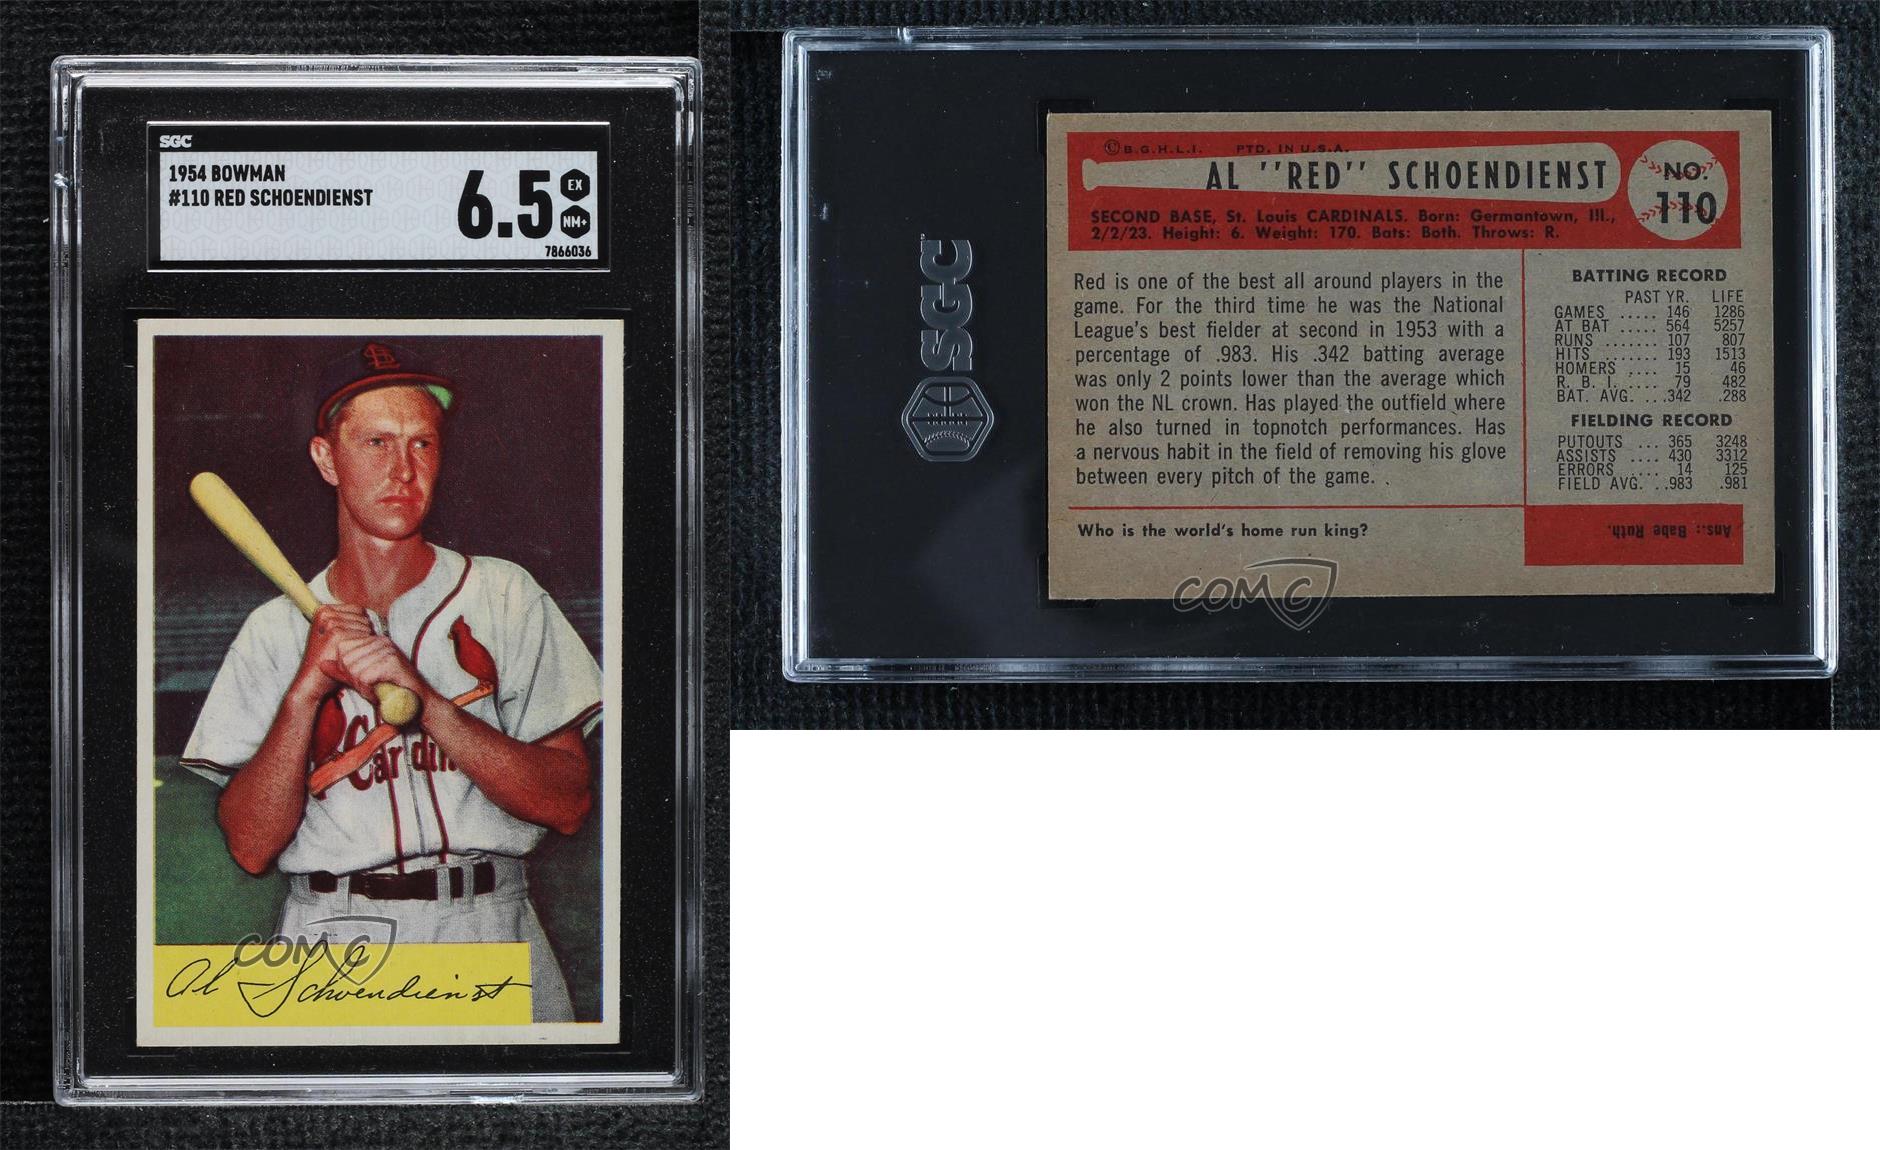 SGC
1954 BOWMAN
#110 RED SCHOENDIENST
6.5
EX
NM+
7866036
Cardin
COMC
Al Schoendienst
SGC
© B.G.H.L.I. PTD. IN U.S.A.
AL "RED" SCHOENDIENST
NO.
110
SECOND BASE, St. Louis CARDINALS. Born: Germantown, Ill.,
2/2/23. Height: 6. Weight: 170. Bats: Both. Throws: R.
Red is one of the best all around players in the
game. For the third time he was the National
League's best fielder at second in 1953 with a
percentage of .983. His .342 batting average
was only 2 points lower than the average which
won the NL crown. Has played the outfield where
he also turned in topnotch performances. Has
a nervous habit in the field of removing his glove
between every pitch of the game.
BATTING RECORD
PAST YR. LIFE
GAMES ..... 146 1286
AT BAT ..... 564 5257
RUNS ....... 107 807
HITS ....... 193 1513
HOMERS .... 15 46
R. B. I. .... 79 482
BAT. AVG. ...342 .288
FIELDING RECORD
PUTOUTS ... 365 3248
ASSISTS .... 430 3312
ERRORS .... 14 125
FIELD AVG. ..983 .981
Who is the world's home run king?
Ans.: Babe Ruth.
COMC